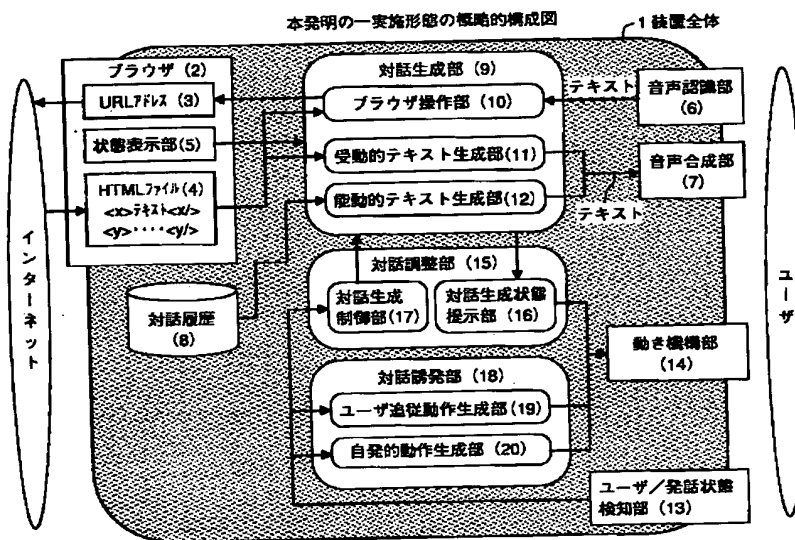 本発明の一実施形態の概略的構成図
1 装置全体
ブラウザ (2)
URLアドレス (3)
状態表示部 (5)
HTMLファイル (4)
<x>テキスト<x/>
<y>・・・・<y/>
対話生成部 (9)
ブラウザ操作部 (10)
受動的テキスト生成部 (11)
能動的テキスト生成部 (12)
テキスト
音声認識部
(6)
音声合成部
(7)
テキスト
インターネット
ユーザ
対話履歴
(8)
対話調整部 (15)
対話生成
制御部 (17)
対話生成状態
提示部 (16)
動き機構部
(14)
対話誘発部 (18)
ユーザ追従動作生成部 (19)
自発的動作生成部 (20)
ユーザ/発話状態
検知部 (13)